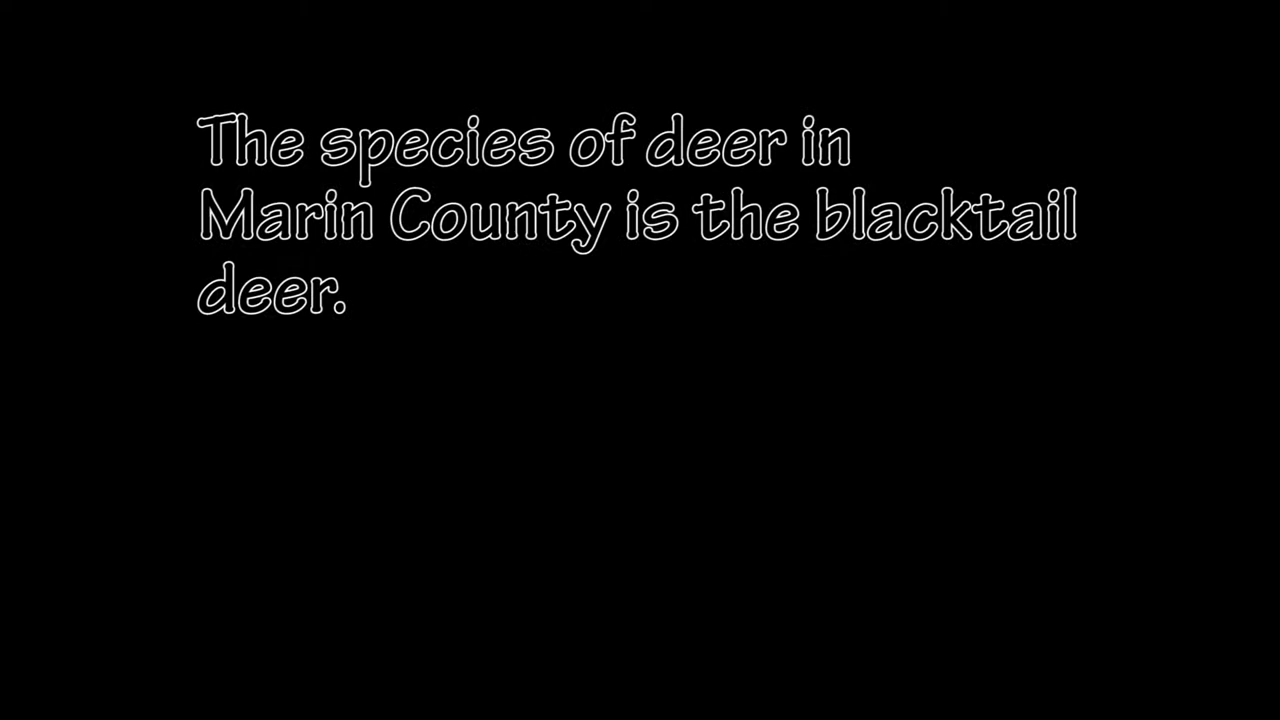 The species of deer in
Marin County is the blacktail
deer.